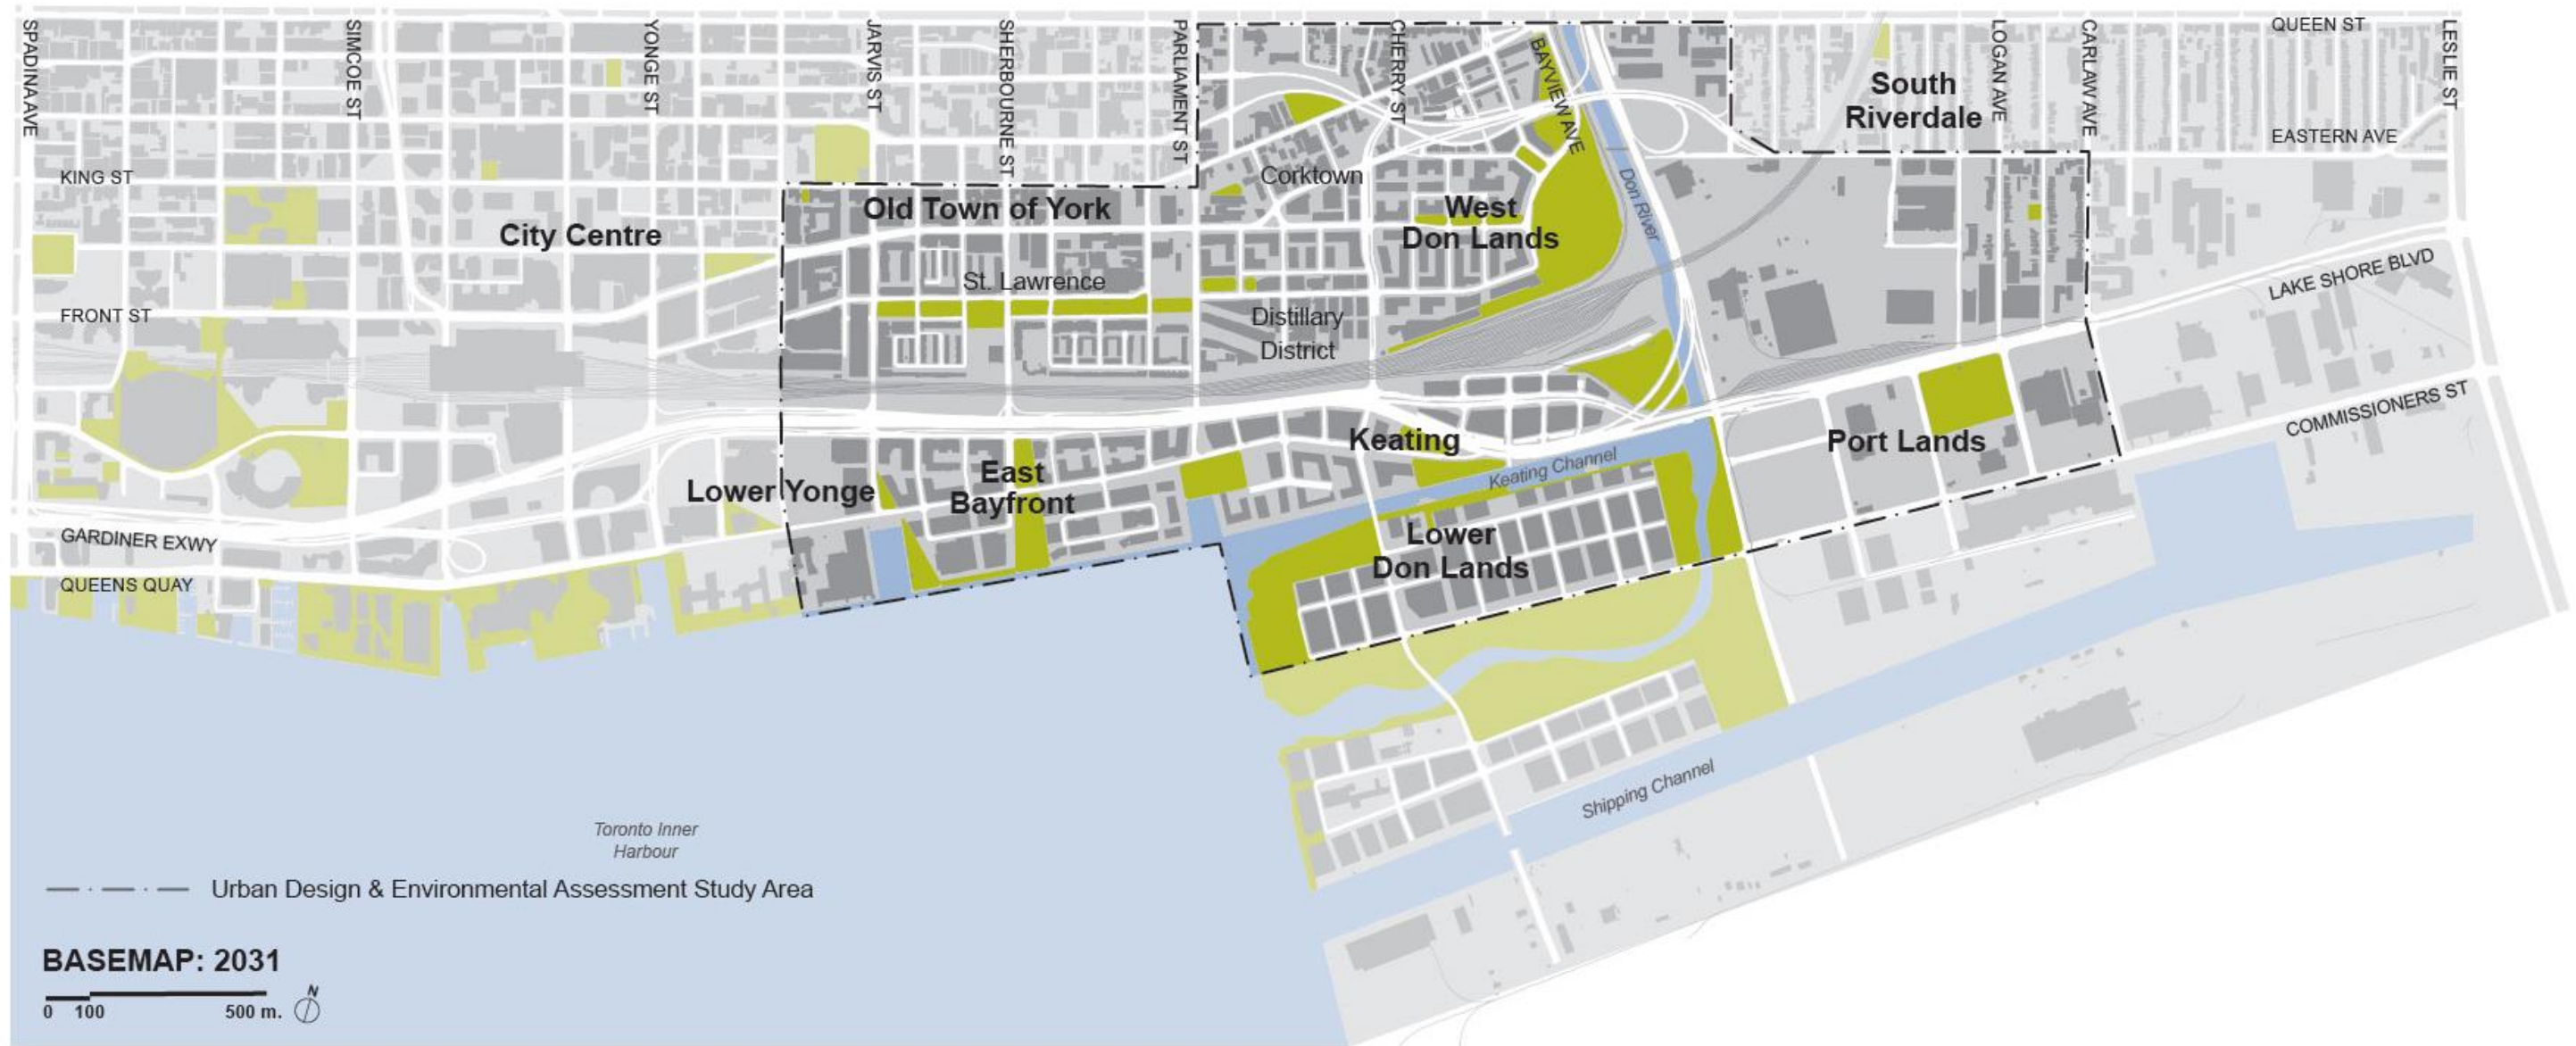 SPADINA AVE
SIMCOE ST
YONGE ST
JARVIS ST
SHERBOURNE ST
PARLIAMENT ST
CHERRY ST
BAYVIEW AVE
LOGAN AVE
CARLAW AVE
QUEEN ST
LESLIE ST
South
Riverdale
EASTERN AVE
KING ST
Corktown
Don River
Old Town of York
West
Don Lands
City Centre
St. Lawrence
LAKE SHORE BLVD
FRONT ST
Distillary
District
COMMISSIONERS ST
Keating
Port Lands
Keating Channel
East
Bayfront
Lower Yonge
Lower
Don Lands
GARDINER EXWY
QUEENS QUAY
Shipping Channel
Toronto Inner
Harbour
Urban Design & Environmental Assessment Study Area
BASEMAP: 2031
N
0 100 500 m.